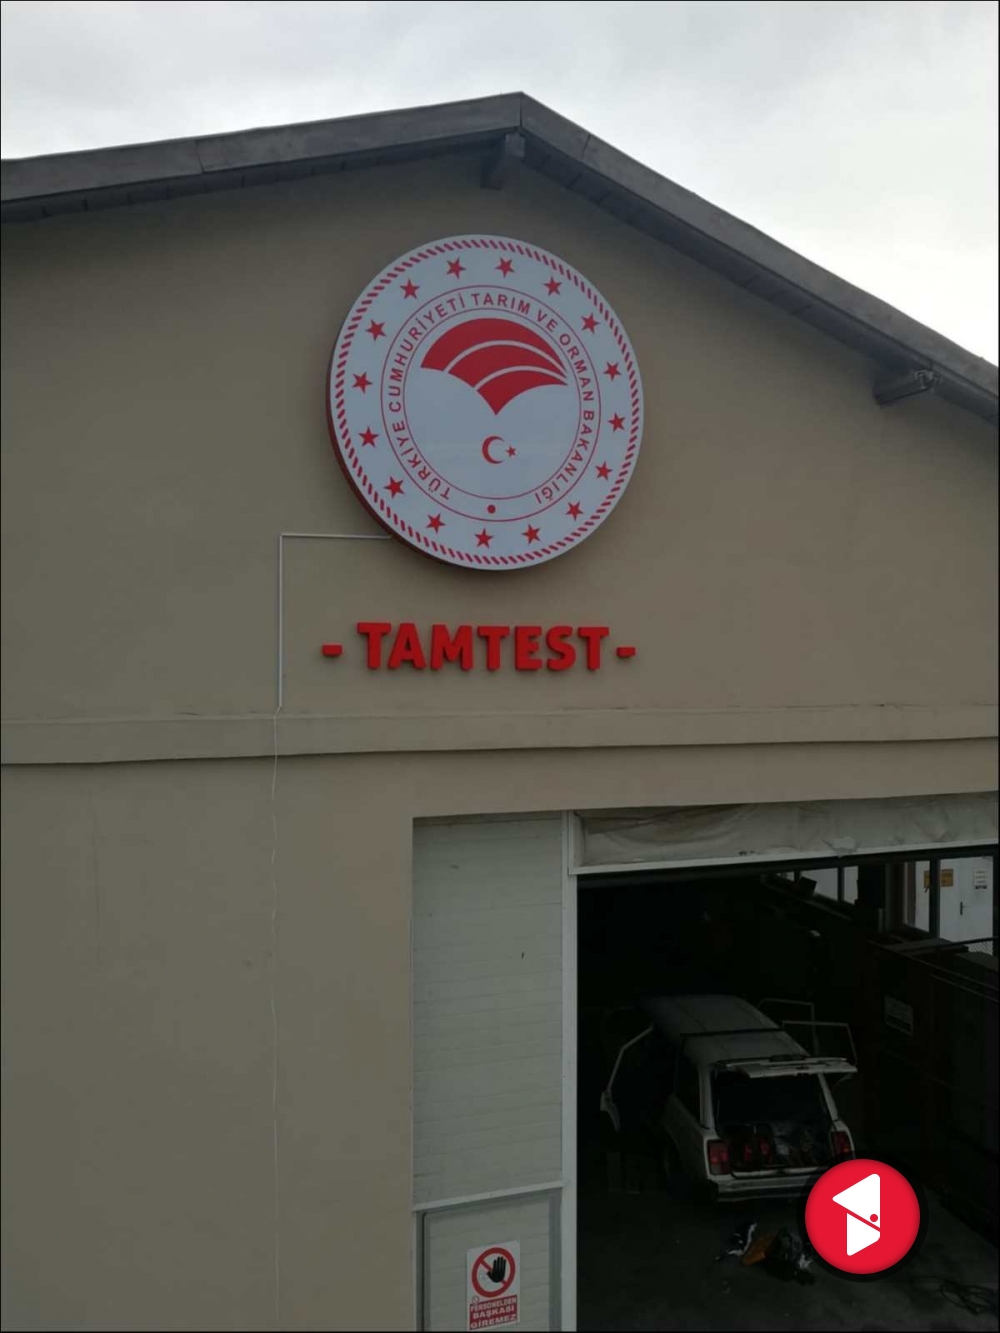 TÜRKİYE CUMHURİYETİ TARIM VE ORMAN BAKANLIĞI
- TAMTEST -
PERSONELDEN
BAŞKASI
GİREMEZ